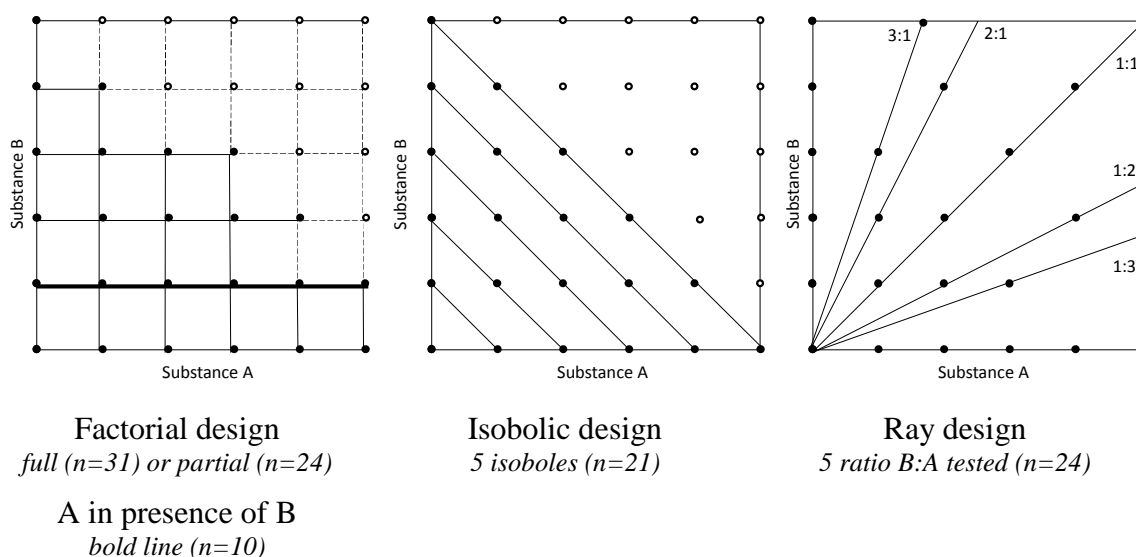 Substance B
Substance A
Factorial design
full (n=31) or partial (n=24)
A in presence of B
bold line (n=10)
Substance B
Substance A
Isobolic design
5 isoboles (n=21)
3:1
2:1
1:1
1:2
1:3
Substance B
Substance A
Ray design
5 ratio B:A tested (n=24)